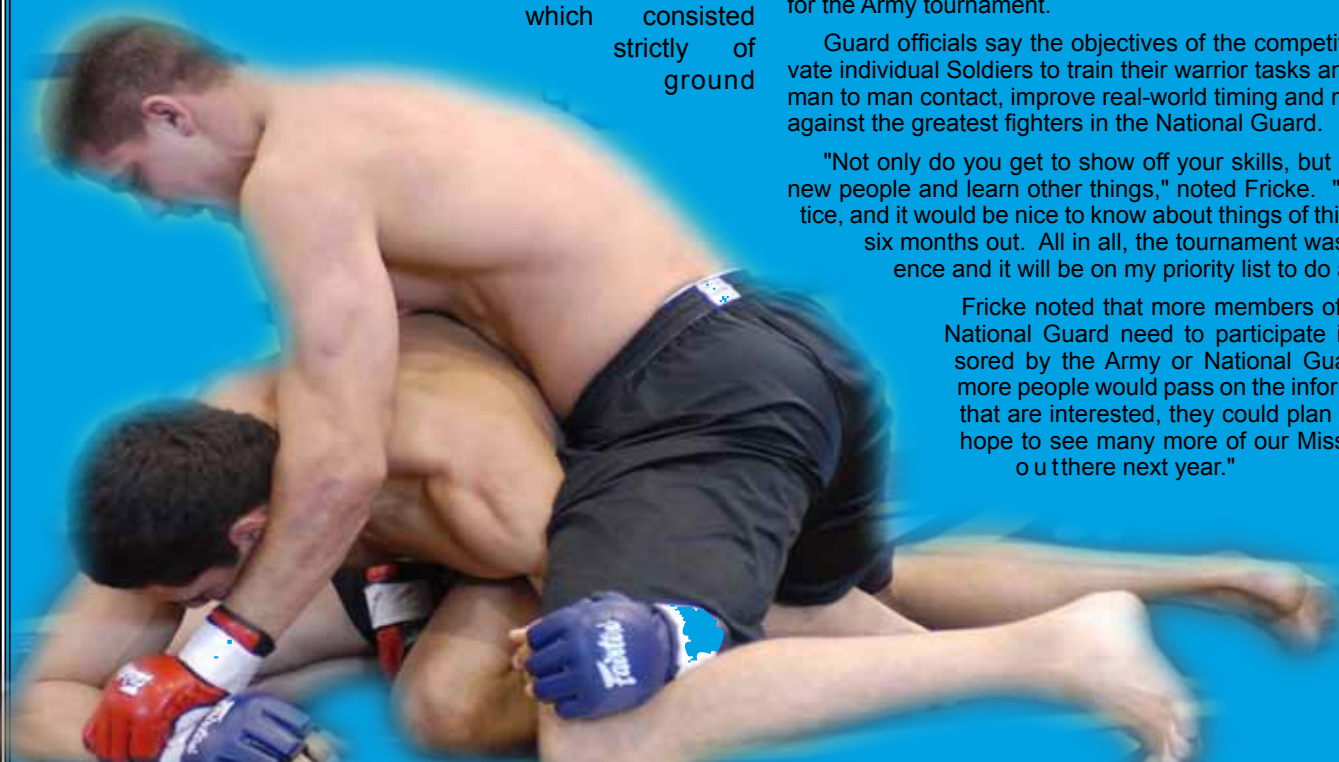 which consisted
strictly of
ground
for the Army tournament.
Guard officials say the objectives of the competi
vate individual Soldiers to train their warrior tasks a
man to man contact, improve real-world timing and
against the greatest fighters in the National Guard.
"Not only do you get to show off your skills, but
new people and learn other things," noted Fricke. "
tice, and it would be nice to know about things of thi
six months out. All in all, the tournament was
ence and it will be on my priority list to do
Fricke noted that more members of
National Guard need to participate i
sored by the Army or National Gua
more people would pass on the infor
that are interested, they could plan
hope to see many more of our Miss
o u t there next year."
Fairtex